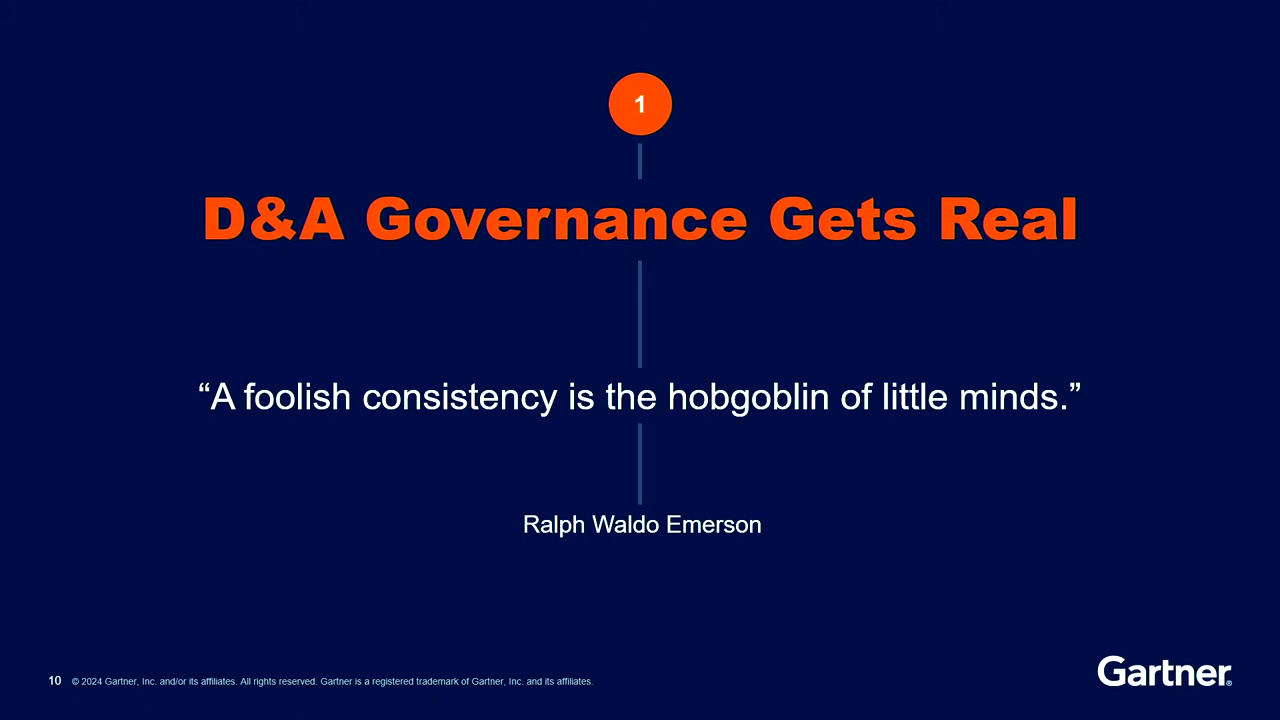 1
D&A Governance Gets Real
“A foolish consistency is the hobgoblin of little minds.”
Ralph Waldo Emerson
10 © 2024 Gartner, Inc. and/or its affiliates. All rights reserved. Gartner is a registered trademark of Gartner, Inc. and its affiliates.
Gartner®